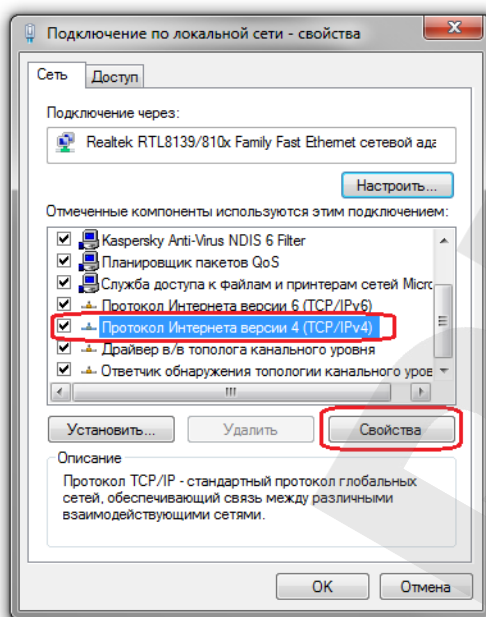 Подключение по локальной сети - свойства
Сеть
Доступ
Подключение через:
Realtek RTL8139/810x Family Fast Ethernet сетевой ада
Настроить...
Отмеченные компоненты используются этим подключением:
Kaspersky Anti-Virus NDIS 6 Filter
Планировщик пакетов QoS
Служба доступа к файлам и принтерам сетей Micro
Протокол Интернета версии 6 (TCP/IPv6)
Протокол Интернета версии 4 (TCP/IPv4)
Драйвер в/в тополога канального уровня
Ответчик обнаружения топологии канального уров
Установить...
Удалить
Свойства
Описание
Протокол TCP/IP - стандартный протокол глобальных
сетей, обеспечивающий связь между различными
взаимодействующими сетями.
OK
Отмена